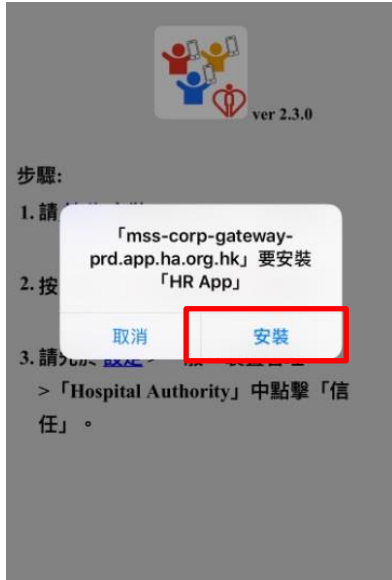 ver 2.3.0
步驟:
1. 請
「mss-corp-gateway-
prd.app.ha.org.hk」要安裝
「HR App」
2. 按
取消
安裝
3. 請先於 設定 >
>「Hospital Authority」中點擊「信
任」。